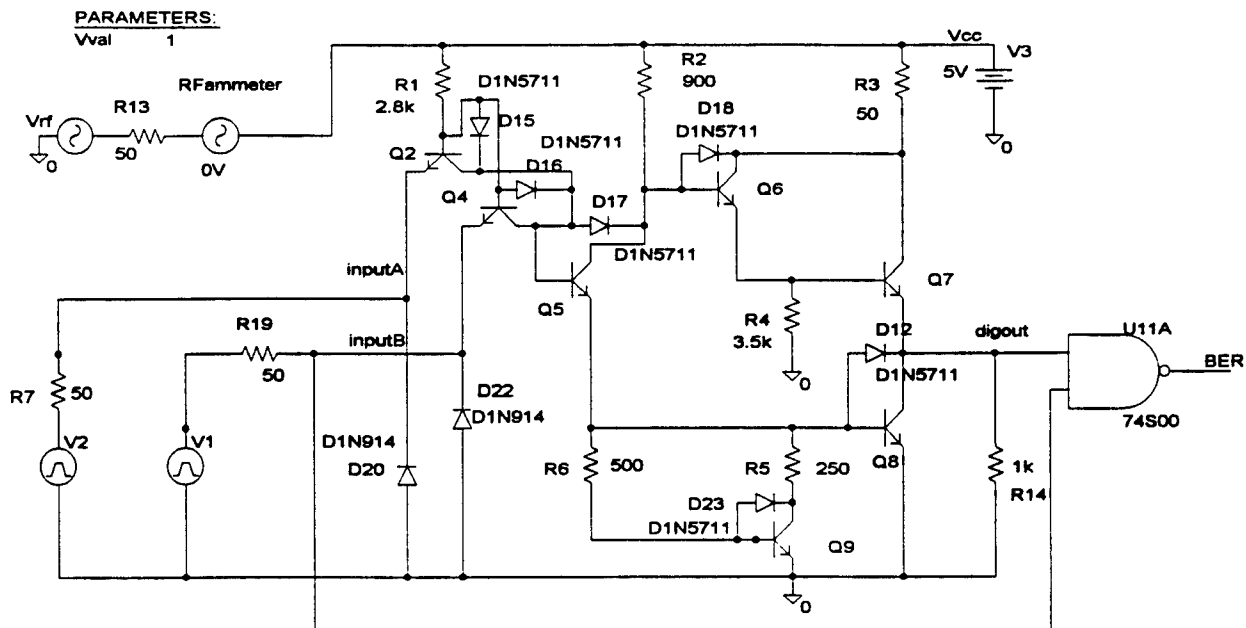 PARAMETERS:
Vval 1
Vcc
V3
5V
0
R2
900
R3
50
R1
2.8k
D1N5711
D15
D18
D1N5711
RFammeter
R13
Vrf
0
50
0V
D1N5711
D16
Q2
Q4
D17
D1N5711
Q6
Q5
Q7
inputA
inputB
R19
50
R4
3.5k
0
D12
D1N5711
digout
U11A
BER
74S00
R7
50
V2
V1
D22
D1N914
D1N914
D20
R6
500
R5
250
Q8
1k
R14
D23
D1N5711
Q9
0